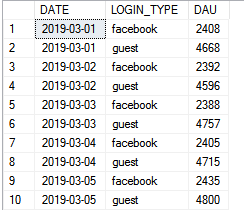 DATE LOGIN_TYPE DAU
1 2019-03-01 facebook 2408
2 2019-03-01 guest 4668
3 2019-03-02 facebook 2392
4 2019-03-02 guest 4596
5 2019-03-03 facebook 2388
6 2019-03-03 guest 4757
7 2019-03-04 facebook 2405
8 2019-03-04 guest 4715
9 2019-03-05 facebook 2435
10 2019-03-05 guest 4800